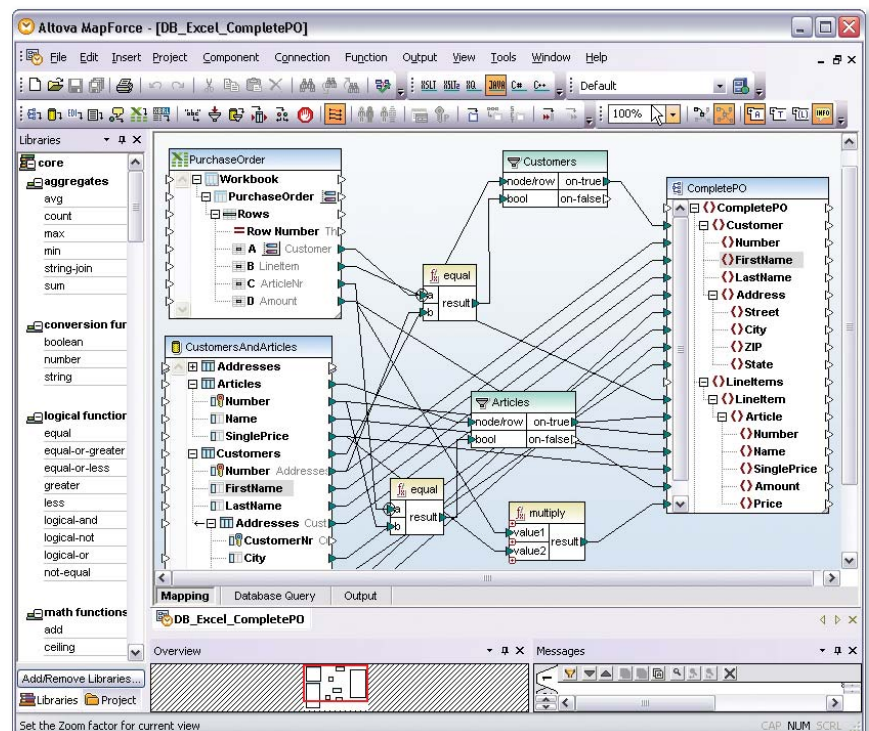 Altova MapForce - [DB_Excel_CompletePO]
File Edit Insert Project Component Connection Function Output View Tools Window Help
XSLT XSLT2 XQ.. JAVA C# C++ Default
100%
Libraries
core
aggregates
avg
count
max
min
string-join
sum
conversion fur
boolean
number
string
logical functior
equal
equal-or-greater
equal-or-less
greater
less
logical-and
logical-not
logical-or
not-equal
math functions
add
ceiling
Add/Remove Libraries...
Libraries Project
PurchaseOrder
Workbook
PurchaseOrder
Rows
Row Number Th
A Customer
B LineItem
C ArticleNr
D Amount
CustomersAndArticles
Addresses
Articles
Number
Name
SinglePrice
Customers
Number Addresses
FirstName
LastName
Addresses Cust
CustomerNr
City
Customers
node/row on-true
bool on-false
equal
a
b
result
Articles
node/row on-true
bool on-false
equal
a
b
result
multiply
value1
value2
result
CompletePO
CompletePO
Customer
Number
FirstName
LastName
Address
Street
City
ZIP
State
LineItems
LineItem
Article
Number
Name
SinglePrice
Amount
Price
Mapping Database Query Output
DB_Excel_CompletePO
Overview
Messages
Set the Zoom factor for current view
CAP NUM SCRL